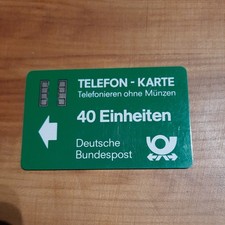 TELEFON - KARTE
Telefonieren ohne Münzen
40 Einheiten
Deutsche
Bundespost